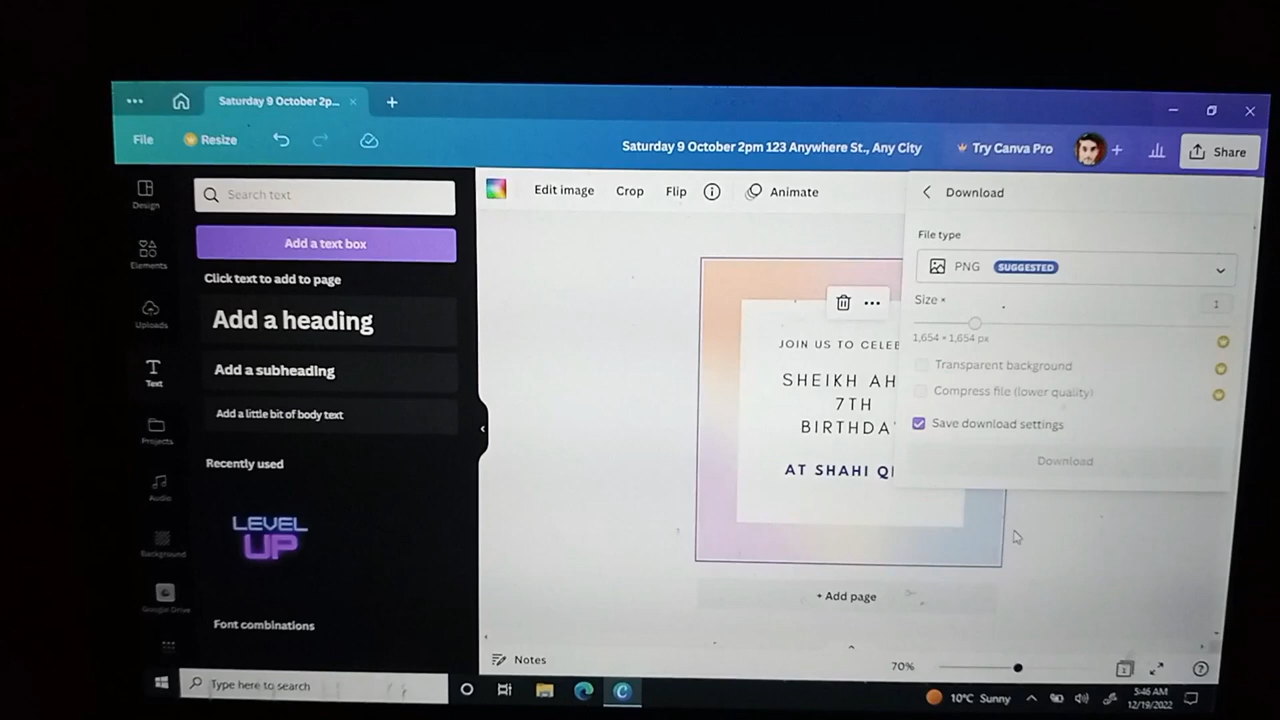 Saturday 9 October 2p...
File
Resize
Saturday 9 October 2pm 123 Anywhere St., Any City
Try Canva Pro
Share
Design
Elements
Uploads
Text
Projects
Audio
Background
Google Drive
Search text
Add a text box
Click text to add to page
Add a heading
Add a subheading
Add a little bit of body text
Recently used
LEVEL
UP
Font combinations
Edit image
Crop
Flip
Animate
JOIN US TO CELEB
SHEIKH AH
7TH
BIRTHDA
AT SHAHI Q
+ Add page
Download
File type
PNG SUGGESTED
Size ×
1
1,654 × 1,654 px
Transparent background
Compress file (lower quality)
Save download settings
Download
Notes
70%
1
Type here to search
10°C Sunny
5:46 AM
12/19/2022